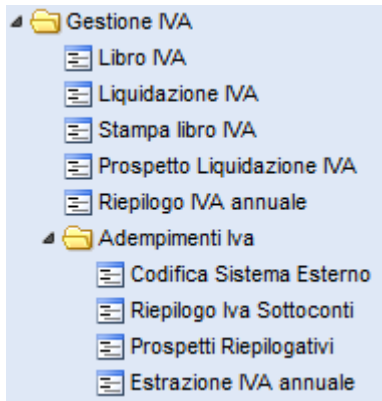 Gestione IVA
Libro IVA
Liquidazione IVA
Stampa libro IVA
Prospetto Liquidazione IVA
Riepilogo IVA annuale
Adempimenti Iva
Codifica Sistema Esterno
Riepilogo Iva Sottoconti
Prospetti Riepilogativi
Estrazione IVA annuale